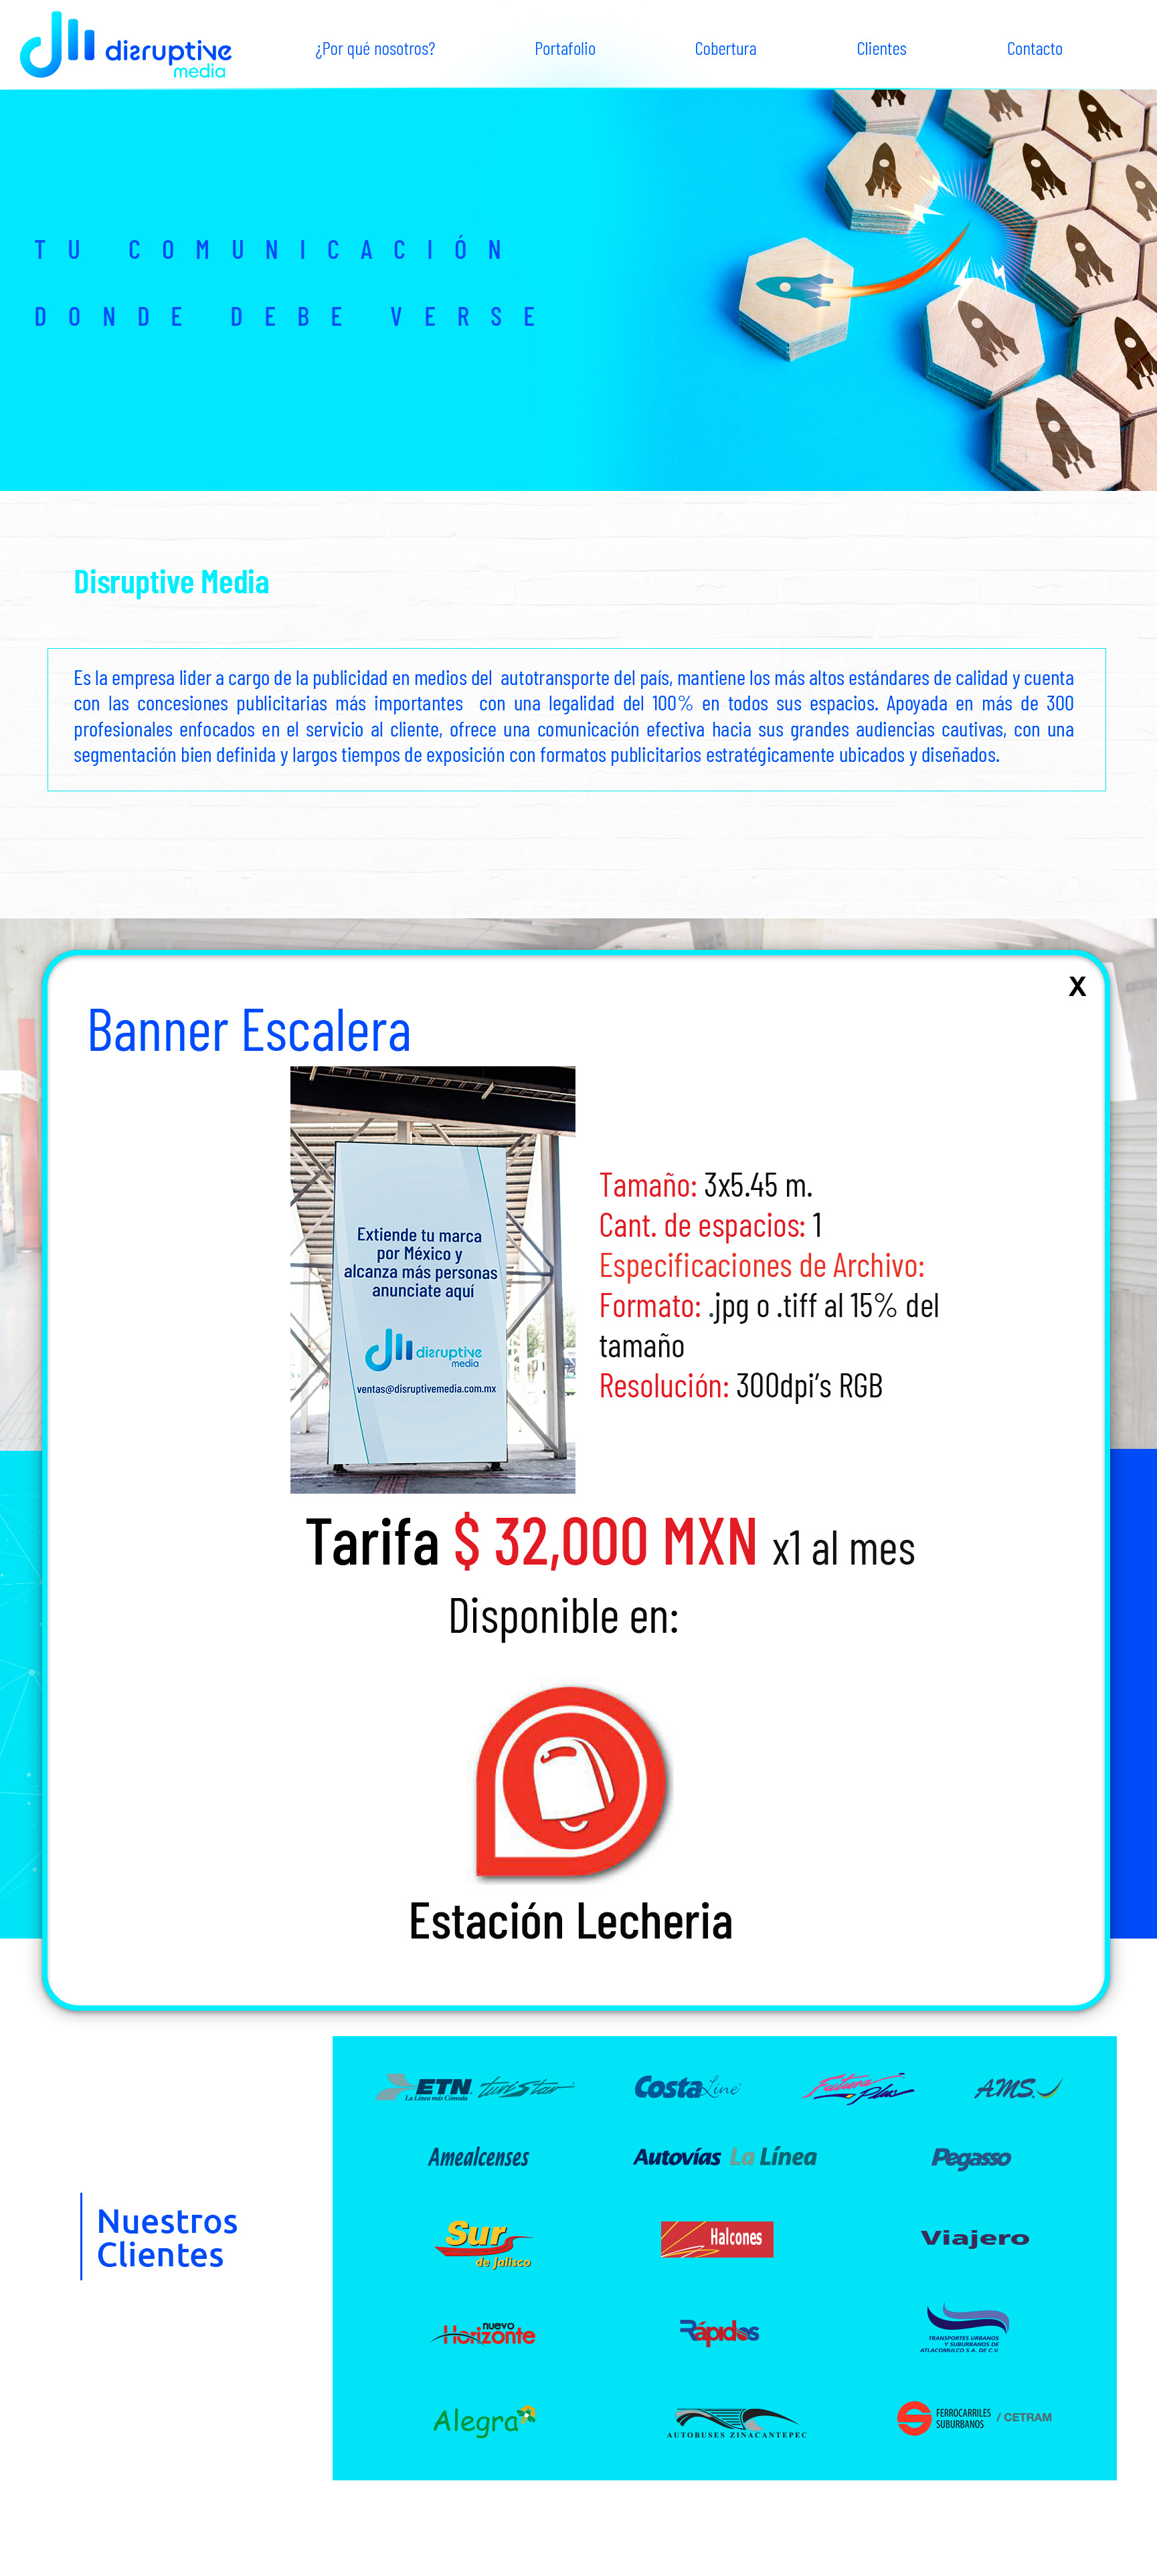 disruptive
media
¿Por qué nosotros?
Portafolio
Cobertura
Clientes
Contacto
TU COMUNICACIÓN
DONDE DEBE VERSE
Disruptive Media
Es la empresa lider a cargo de la publicidad en medios del autotransporte del país, mantiene los más altos estándares de calidad y cuenta
con las concesiones publicitarias más importantes con una legalidad del 100% en todos sus espacios. Apoyada en más de 300
profesionales enfocados en el servicio al cliente, ofrece una comunicación efectiva hacia sus grandes audiencias cautivas, con una
segmentación bien definida y largos tiempos de exposición con formatos publicitarios estratégicamente ubicados y diseñados.
X
Banner Escalera
Extiende tu marca
por México y
alcanza más personas
anunciate aquí
disruptive
media
ventas@disruptivemedia.com.mx
Tamaño: 3x5.45 m.
Cant. de espacios: 1
Especificaciones de Archivo:
Formato: .jpg o .tiff al 15% del
tamaño
Resolución: 300dpi's RGB
Tarifa $ 32,000 MXN x1 al mes
Disponible en:
Estación Lecheria
Nuestros
Clientes
ETN turistar
La Línea más Cómoda
Costa Line
Futura
Plus
AMS
Amealcenses
Autovías La Línea
Pegasso
Sur
de Jalisco
Halcones
Viajero
nuevo
Horizonte
Rápidos
TRANSPORTES URBANOS
Y SUBURBANOS DE
ATLACOMULCO S.A. DE C.V.
Alegra
AUTOBUSES ZINACANTEPEC
FERROCARRILES
SUBURBANOS / CETRAM